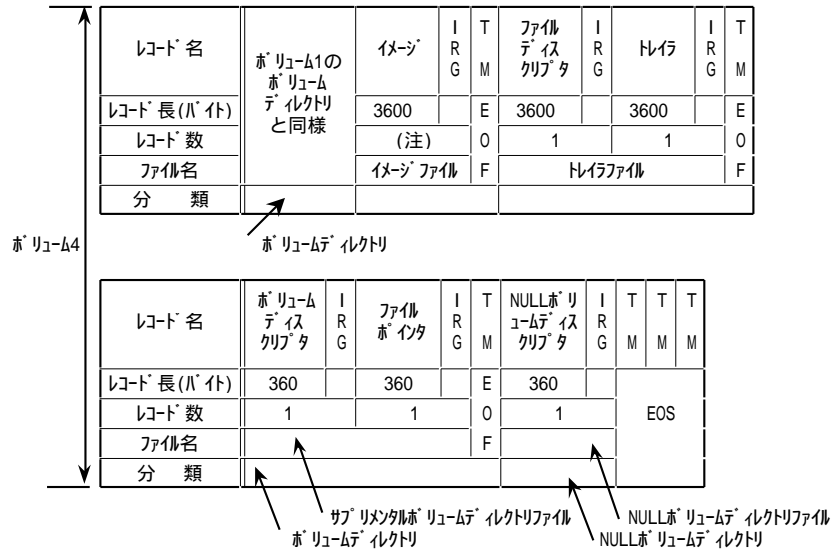 レコード名
ボリューム1の
ボリューム
ディレクトリ
と同様
イメージ
I
R
G
T
M
ファイル
ディス
クリプタ
I
R
G
トレイラ
I
R
G
T
M
レコード長(バイト)
3600
E
3600
3600
E
レコード数
(注)
O
1
1
O
ファイル名
イメージファイル
F
トレイラファイル
F
分 類
ボリューム4
ボリュームディレクトリ
レコード名
ボリューム
ディス
クリプタ
I
R
G
ファイル
ポインタ
I
R
G
T
M
NULLボリ
ュームディス
クリプタ
I
R
G
T
M
T
M
T
M
レコード長(バイト)
360
360
E
360
レコード数
1
1
O
1
EOS
ファイル名
F
分 類
サプリメンタルボリュームディレクトリファイル
NULLボリュームディレクトリファイル
ボリュームディレクトリ
NULLボリュームディレクトリ